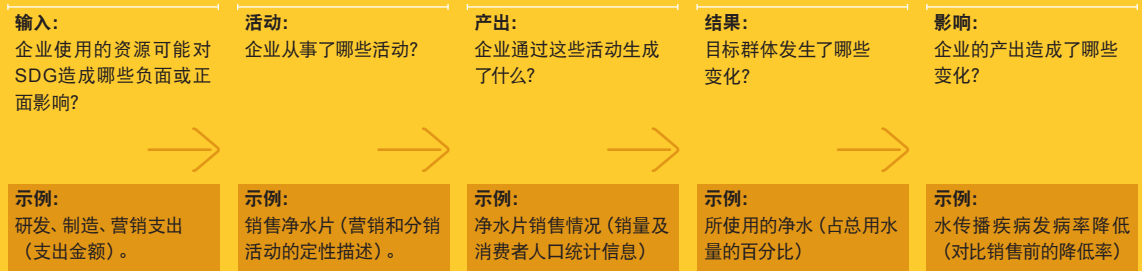 输入：
企业使用的资源可能对
SDG造成哪些负面或正
面影响？
活动：
企业从事了哪些活动？
产出：
企业通过这些活动生成
了什么？
结果：
目标群体发生了哪些
变化？
影响：
企业的产出造成了哪些
变化？
示例：
研发、制造、营销支出
（支出金额）。
示例：
销售净水片（营销和分销
活动的定性描述）。
示例：
净水片销售情况（销量及
消费者人口统计信息）
示例：
所使用的净水（占总用水
量的百分比）
示例：
水传播疾病发病率降低
（对比销售前的降低率）